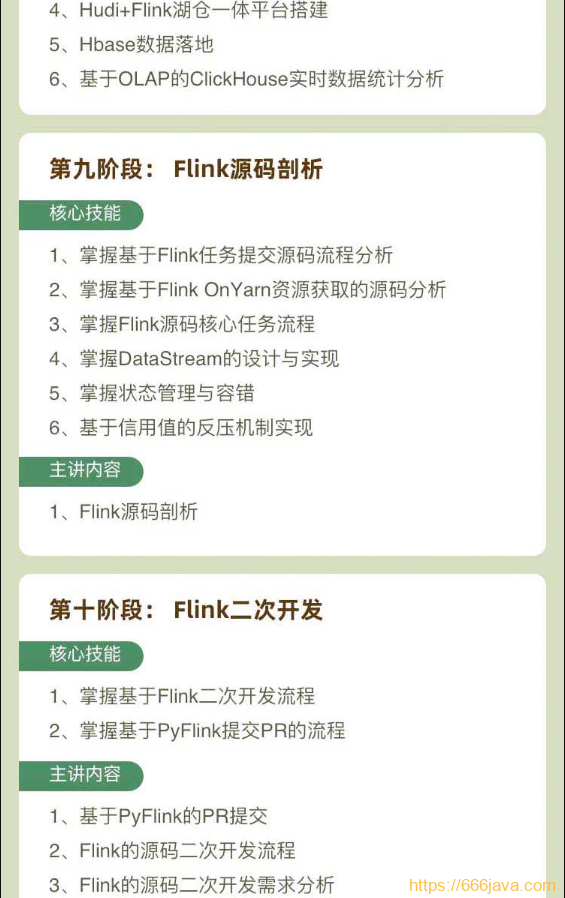 4、Hudi+Flink湖仓一体平台搭建
5、Hbase数据落地
6、基于OLAP的ClickHouse实时数据统计分析
第九阶段： Flink源码剖析
核心技能
1、掌握基于Flink任务提交源码流程分析
2、掌握基于Flink OnYarn资源获取的源码分析
3、掌握Flink源码核心任务流程
4、掌握DataStream的设计与实现
5、掌握状态管理与容错
6、基于信用值的反压机制实现
主讲内容
1、Flink源码剖析
第十阶段： Flink二次开发
核心技能
1、掌握基于Flink二次开发流程
2、掌握基于PyFlink提交PR的流程
主讲内容
1、基于PyFlink的PR提交
2、Flink的源码二次开发流程
3、Flink的源码二次开发需求分析
https://666java.com